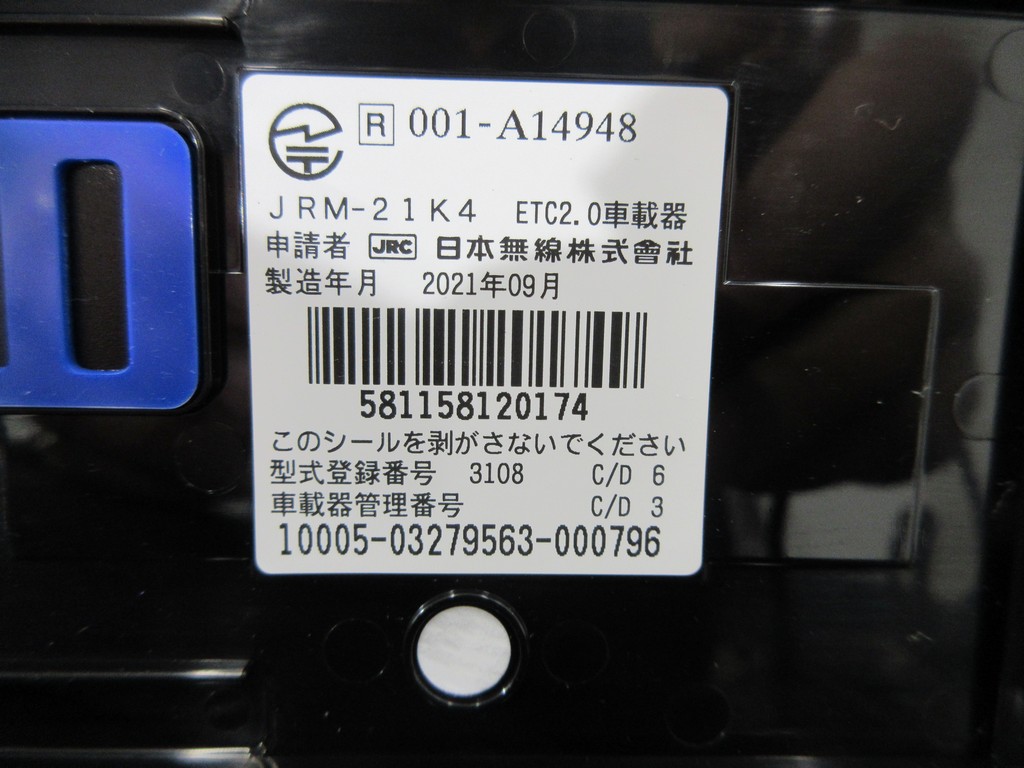 R 001-A14948
JRM-21K4 ETC2.0車載器
申請者 JRC 日本無線株式會社
製造年月 2021年09月
581158120174
このシールを剥がさないでください
型式登録番号 3108 C/D 6
車載器管理番号 C/D 3
10005-03279563-000796